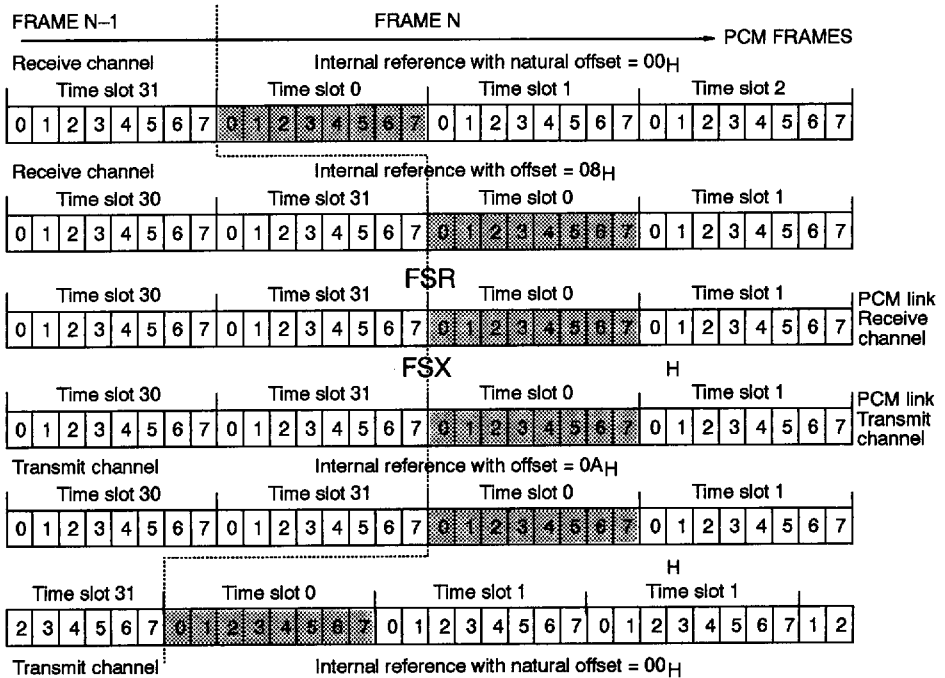 FRAME N–1 FRAME N
PCM FRAMES
Receive channel Internal reference with natural offset = 00H
Time slot 31 Time slot 0 Time slot 1 Time slot 2
0 1 2 3 4 5 6 7 0 1 2 3 4 5 6 7 0 1 2 3 4 5 6 7 0 1 2 3 4 5 6 7
Receive channel Internal reference with offset = 08H
Time slot 30 Time slot 31 Time slot 0 Time slot 1
0 1 2 3 4 5 6 7 0 1 2 3 4 5 6 7 0 1 2 3 4 5 6 7 0 1 2 3 4 5 6 7
FSR
Time slot 30 Time slot 31 Time slot 0 Time slot 1 PCM link
0 1 2 3 4 5 6 7 0 1 2 3 4 5 6 7 0 1 2 3 4 5 6 7 0 1 2 3 4 5 6 7 Receive
channel
FSX H
Time slot 30 Time slot 31 Time slot 0 Time slot 1 PCM link
0 1 2 3 4 5 6 7 0 1 2 3 4 5 6 7 0 1 2 3 4 5 6 7 0 1 2 3 4 5 6 7 Transmit
channel
Transmit channel Internal reference with offset = 0AH
Time slot 30 Time slot 31 Time slot 0 Time slot 1
0 1 2 3 4 5 6 7 0 1 2 3 4 5 6 7 0 1 2 3 4 5 6 7 0 1 2 3 4 5 6 7
H
Time slot 31 Time slot 0 Time slot 1 Time slot 1
2 3 4 5 6 7 0 1 2 3 4 5 6 7 0 1 2 3 4 5 6 7 0 1 2 3 4 5 6 7 1 2
Transmit channel Internal reference with natural offset = 00H